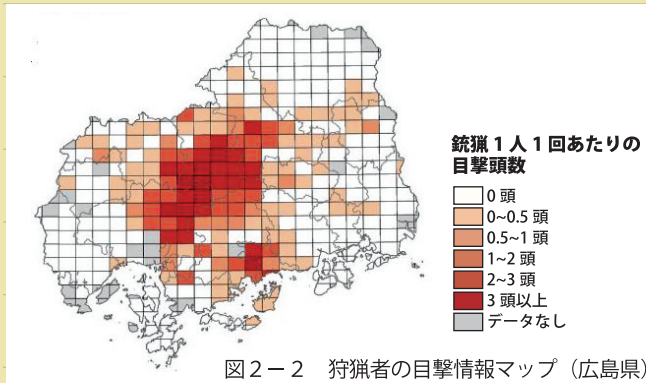 銃猟1人1回あたりの
目撃頭数
0頭
0~0.5頭
0.5~1頭
1~2頭
2~3頭
3頭以上
データなし
図2-2 狩猟者の目撃情報マップ（広島県）